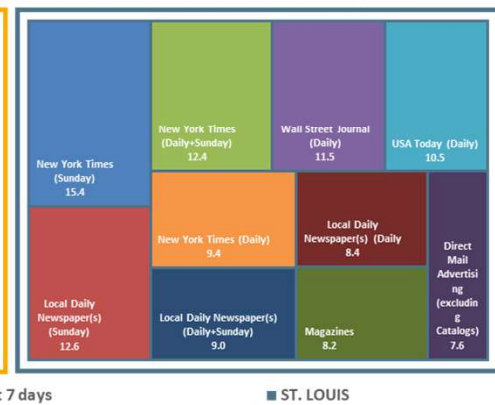 New York Times
(Sunday)
15.4
New York Times
(Daily+Sunday)
12.4
Wall Street Journal
(Daily)
11.5
USA Today (Daily)
10.5
Local Daily
Newspaper(s)
(Sunday)
12.6
New York Times (Daily)
9.4
Local Daily
Newspaper(s) (Daily
8.4
Local Daily Newspaper(s)
(Daily+Sunday)
9.0
Magazines
8.2
Direct
Mail
Advertisi
ng
(excludin
g
Catalogs)
7.6
7 days
ST. LOUIS